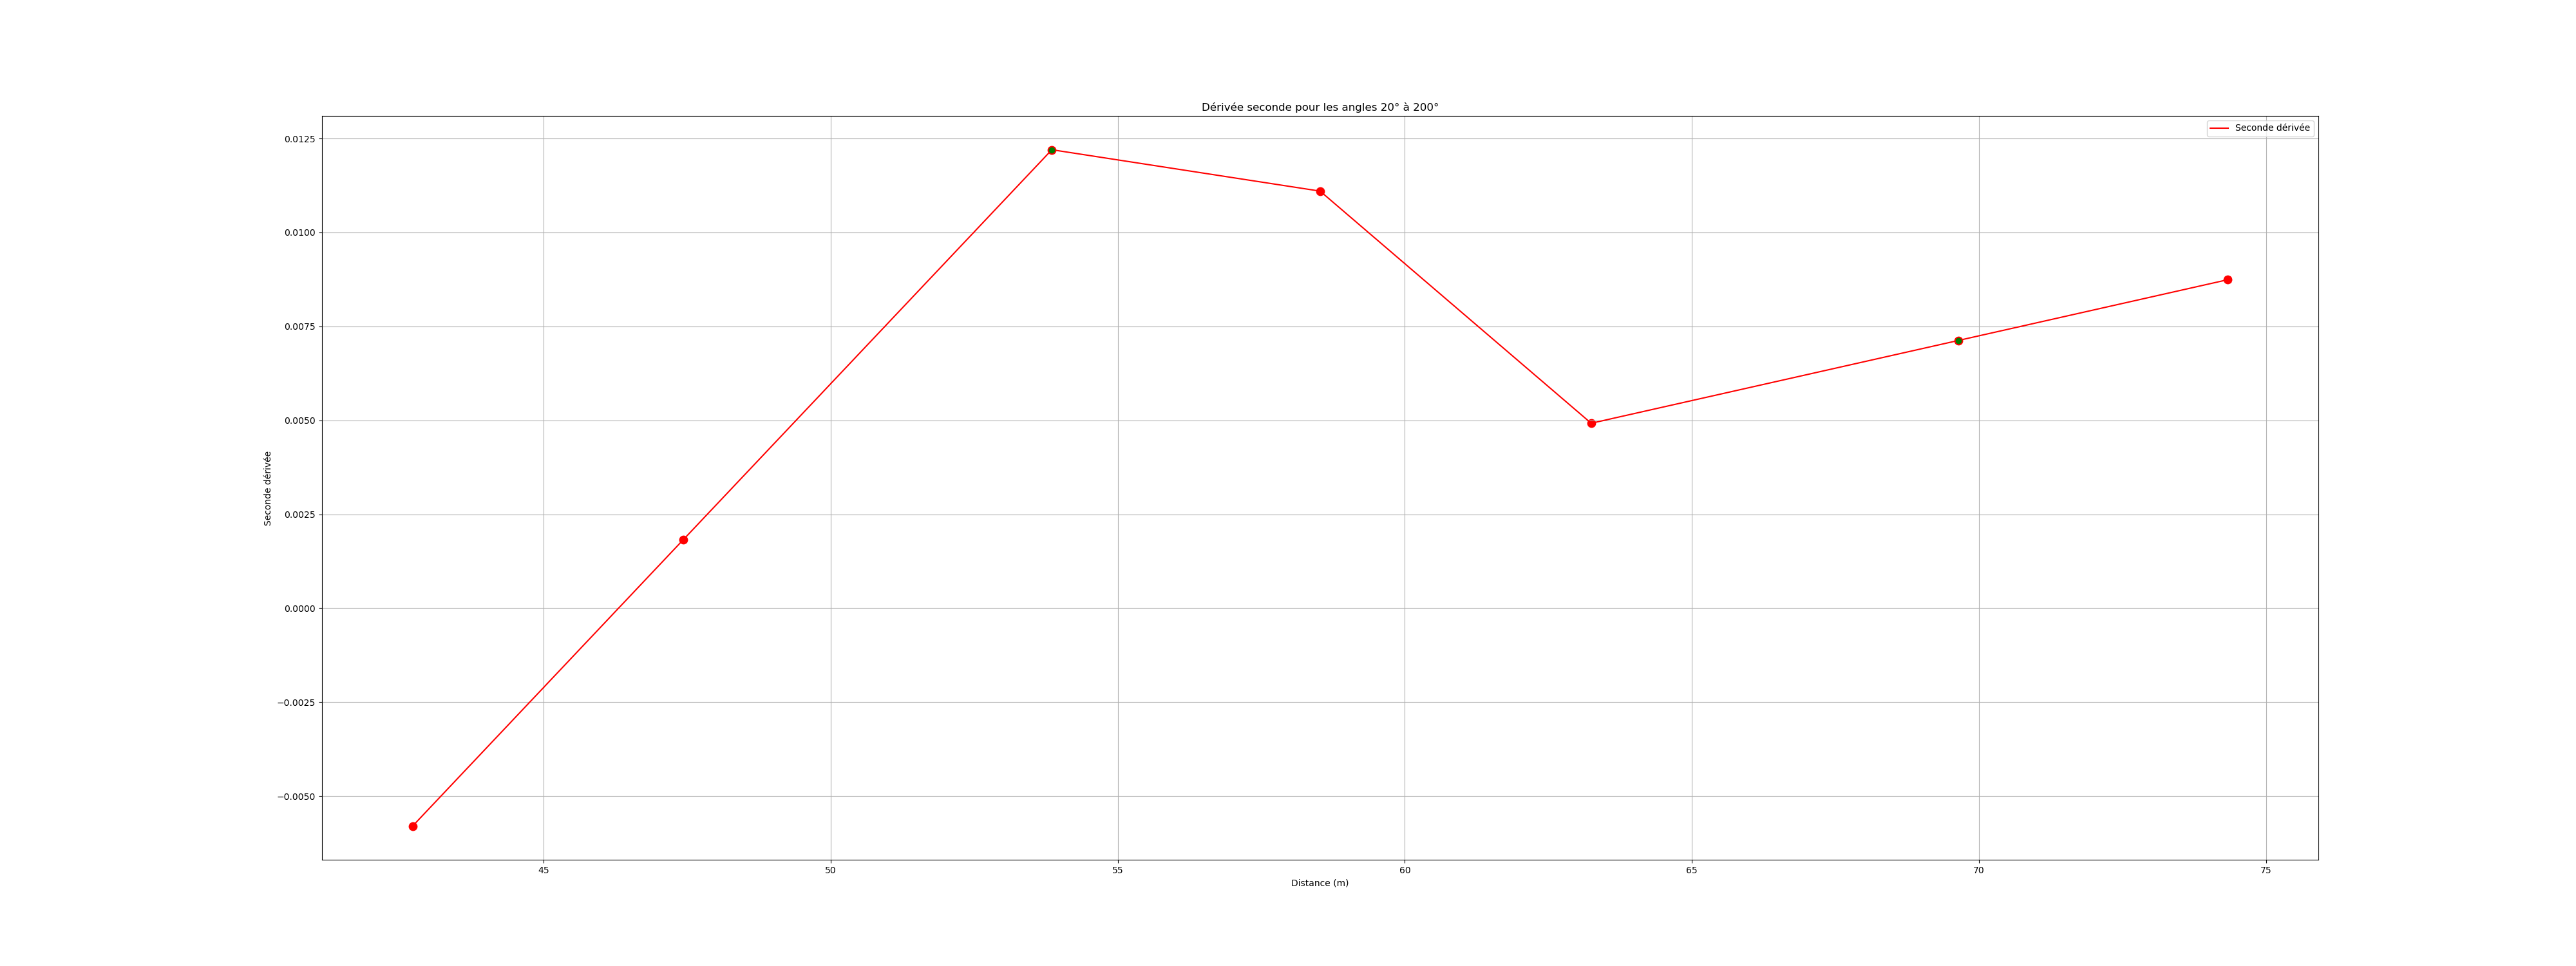 Dérivée seconde pour les angles 20° à 200°
Seconde dérivée
0.0125
0.0100
0.0075
0.0050
0.0025
0.0000
−0.0025
−0.0050
Seconde dérivée
45 50 55 60 65 70 75
Distance (m)